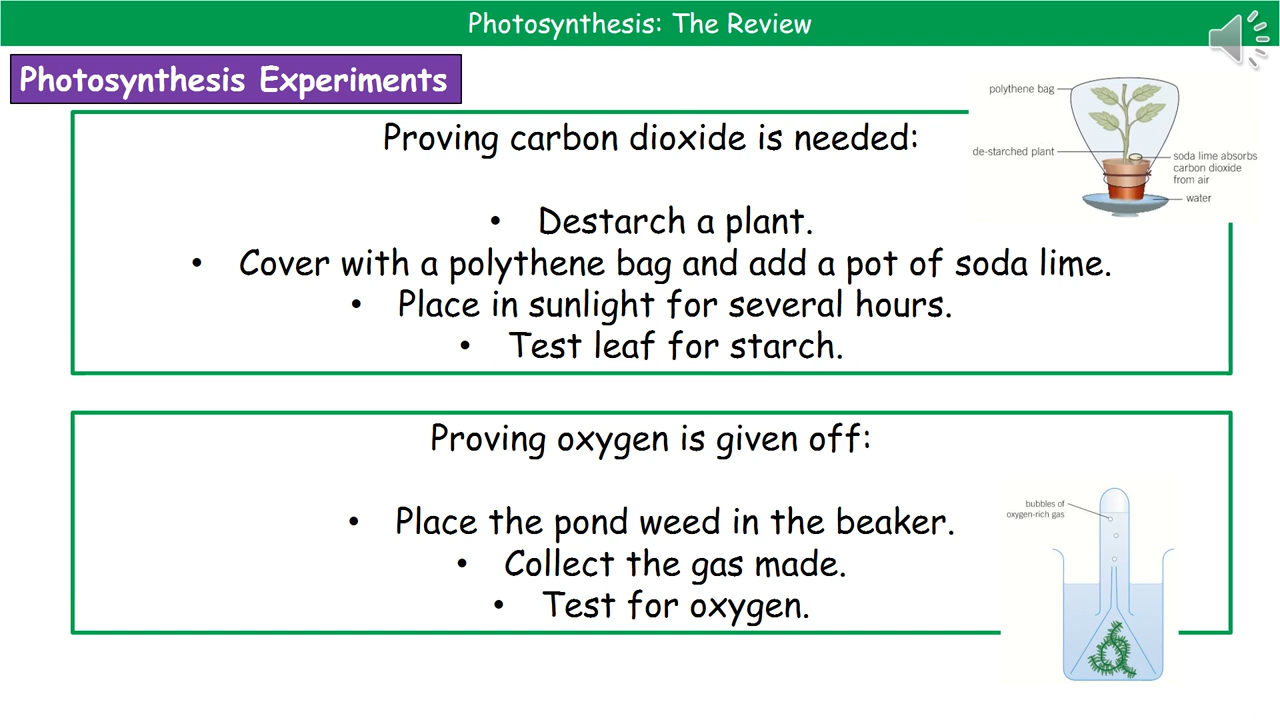 Photosynthesis: The Review
Photosynthesis Experiments
Proving carbon dioxide is needed:
• Destarch a plant.
• Cover with a polythene bag and add a pot of soda lime.
• Place in sunlight for several hours.
• Test leaf for starch.
polythene bag
de-starched plant
soda lime absorbs
carbon dioxide
from air
water
Proving oxygen is given off:
• Place the pond weed in the beaker.
• Collect the gas made.
• Test for oxygen.
bubbles of
oxygen-rich gas